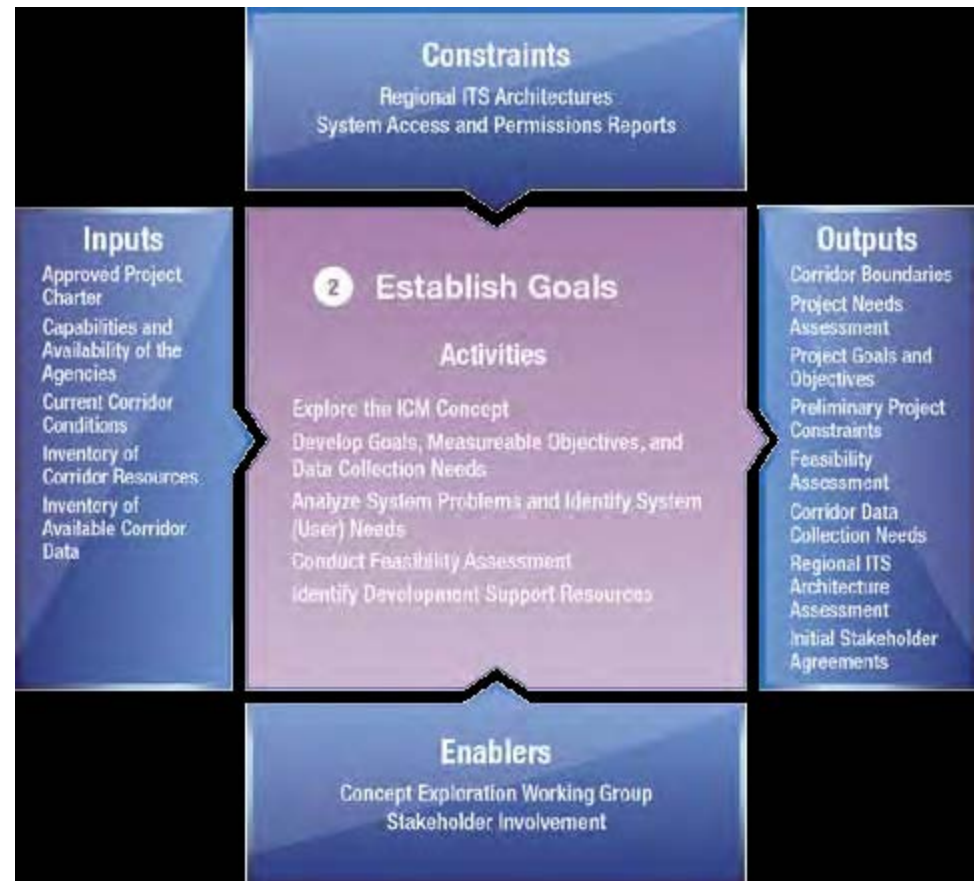 Constraints
Regional ITS Architectures
System Access and Permissions Reports
Inputs
Approved Project
Charter
Capabilities and
Availability of the
Agencies
Current Corridor
Conditions
Inventory of
Corridor Resources
Inventory of
Available Corridor
Data
2 Establish Goals
Activities
Explore the ICM Concept
Develop Goals, Measureable Objectives, and
Data Collection Needs
Analyze System Problems and Identify System
(User) Needs
Conduct Feasibility Assessment
Identify Development Support Resources
Outputs
Corridor Boundaries
Project Needs
Assessment
Project Goals and
Objectives
Preliminary Project
Constraints
Feasibility
Assessment
Corridor Data
Collection Needs
Regional ITS
Architecture
Assessment
Initial Stakeholder
Agreements
Enablers
Concept Exploration Working Group
Stakeholder Involvement